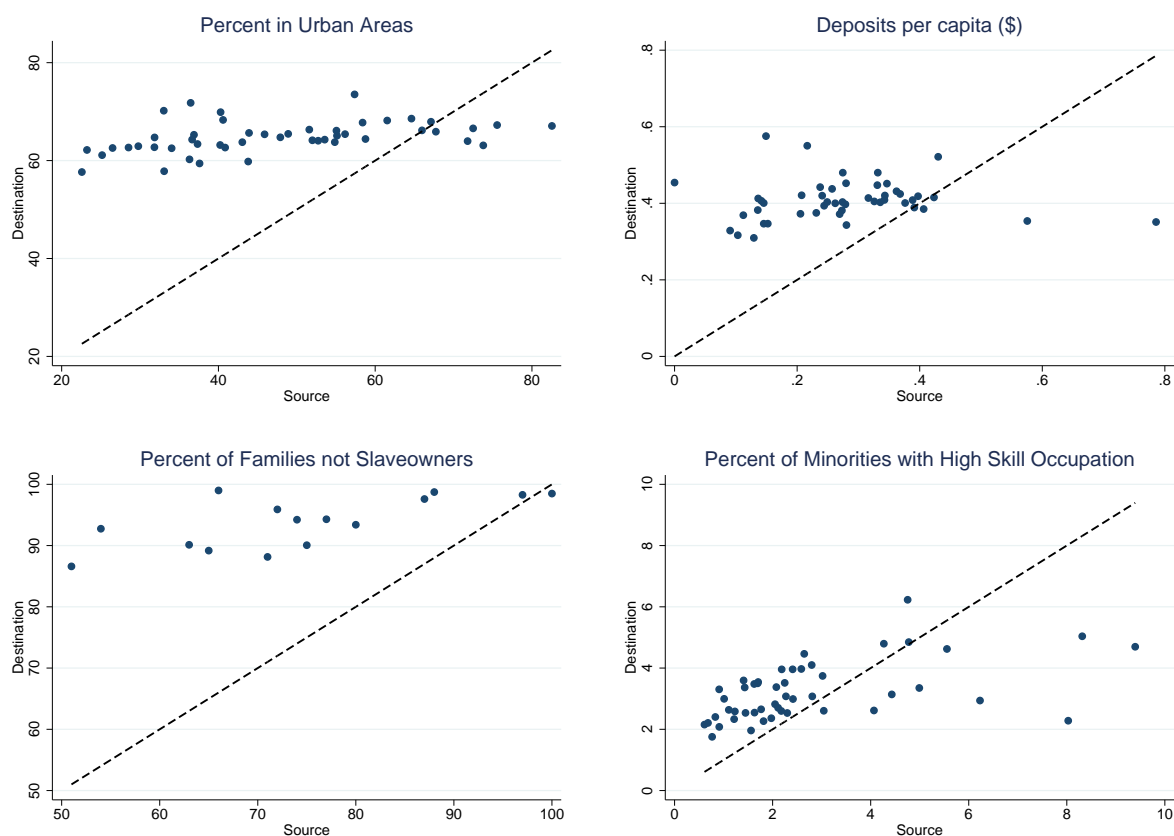 Percent in Urban Areas
Destination
80
60
40
20
20 40 60 80
Source
Deposits per capita ($)
Destination
.8
.6
.4
.2
0
0 .2 .4 .6 .8
Source
Percent of Families not Slaveowners
Destination
100
90
80
70
60
50
50 60 70 80 90 100
Source
Percent of Minorities with High Skill Occupation
Destination
10
8
6
4
2
0
0 2 4 6 8 10
Source